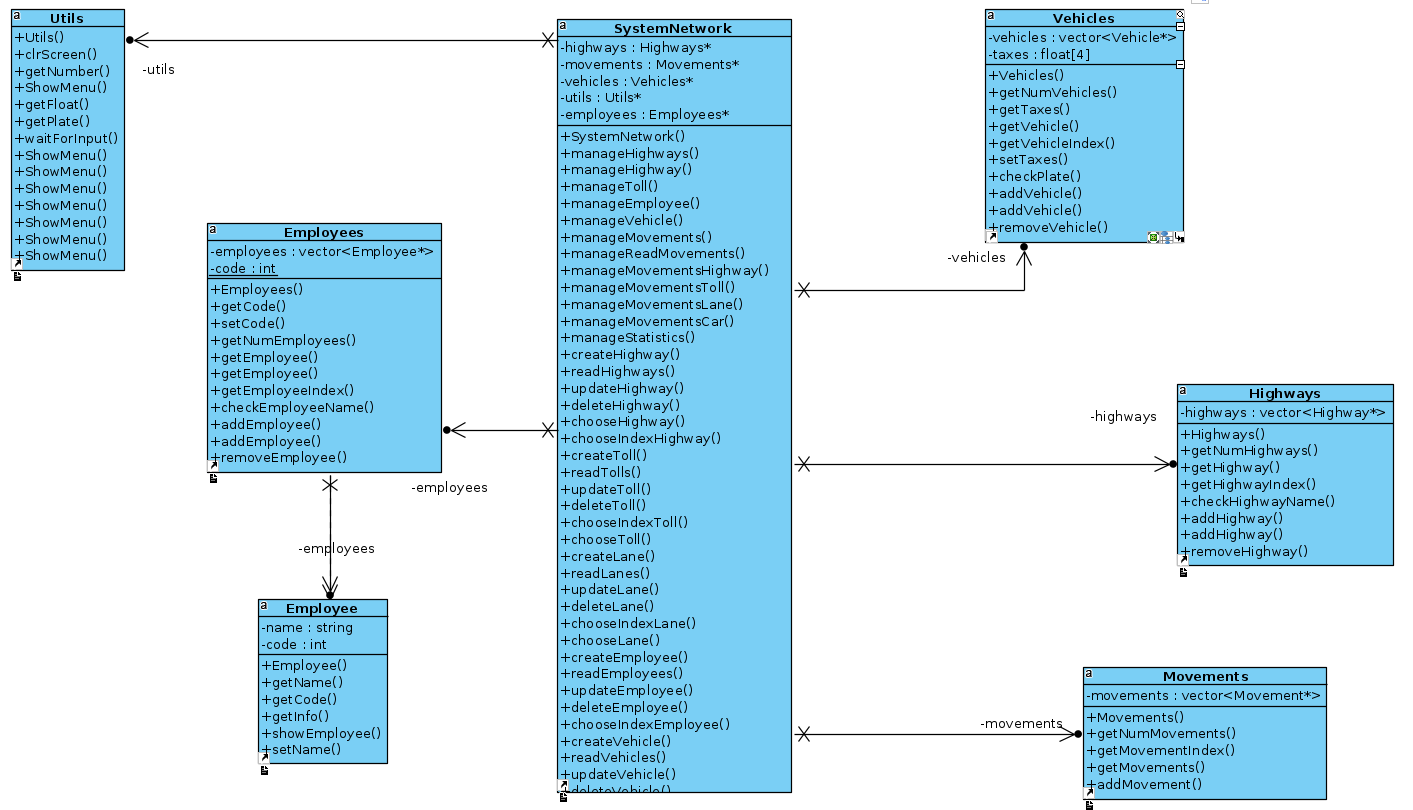 Utils
+Utils()
+clrScreen()
+getNumber()
+ShowMenu()
+getFloat()
+getPlate()
+waitForInput()
+ShowMenu()
+ShowMenu()
+ShowMenu()
+ShowMenu()
+ShowMenu()
+ShowMenu()
+ShowMenu()
-utils
Employees
-employees : vector<Employee*>
-code : int
+Employees()
+getCode()
+setCode()
+getNumEmployees()
+getEmployee()
+getEmployee()
+getEmployeeIndex()
+checkEmployeeName()
+addEmployee()
+addEmployee()
+removeEmployee()
-employees
-employees
Employee
-name : string
-code : int
+Employee()
+getName()
+getCode()
+getInfo()
+showEmployee()
+setName()
SystemNetwork
-highways : Highways*
-movements : Movements*
-vehicles : Vehicles*
-utils : Utils*
-employees : Employees*
+SystemNetwork()
+manageHighways()
+manageHighway()
+manageToll()
+manageEmployee()
+manageVehicle()
+manageMovements()
+manageReadMovements()
+manageMovementsHighway()
+manageMovementsToll()
+manageMovementsLane()
+manageMovementsCar()
+manageStatistics()
+createHighway()
+readHighways()
+updateHighway()
+deleteHighway()
+chooseHighway()
+chooseIndexHighway()
+createToll()
+readTolls()
+updateToll()
+deleteToll()
+chooseIndexToll()
+chooseToll()
+createLane()
+readLanes()
+updateLane()
+deleteLane()
+chooseIndexLane()
+chooseLane()
+createEmployee()
+readEmployees()
+updateEmployee()
+deleteEmployee()
+chooseIndexEmployee()
+createVehicle()
+readVehicles()
+updateVehicle()
+deleteVehicle()
Vehicles
-vehicles : vector<Vehicle*>
-taxes : float[4]
+Vehicles()
+getNumVehicles()
+getTaxes()
+getVehicle()
+getVehicleIndex()
+setTaxes()
+checkPlate()
+addVehicle()
+addVehicle()
+removeVehicle()
-vehicles
Highways
-highways : vector<Highway*>
+Highways()
+getNumHighways()
+getHighway()
+getHighwayIndex()
+checkHighwayName()
+addHighway()
+addHighway()
+removeHighway()
-highways
Movements
-movements : vector<Movement*>
+Movements()
+getNumMovements()
+getMovementIndex()
+getMovements()
+addMovement()
-movements